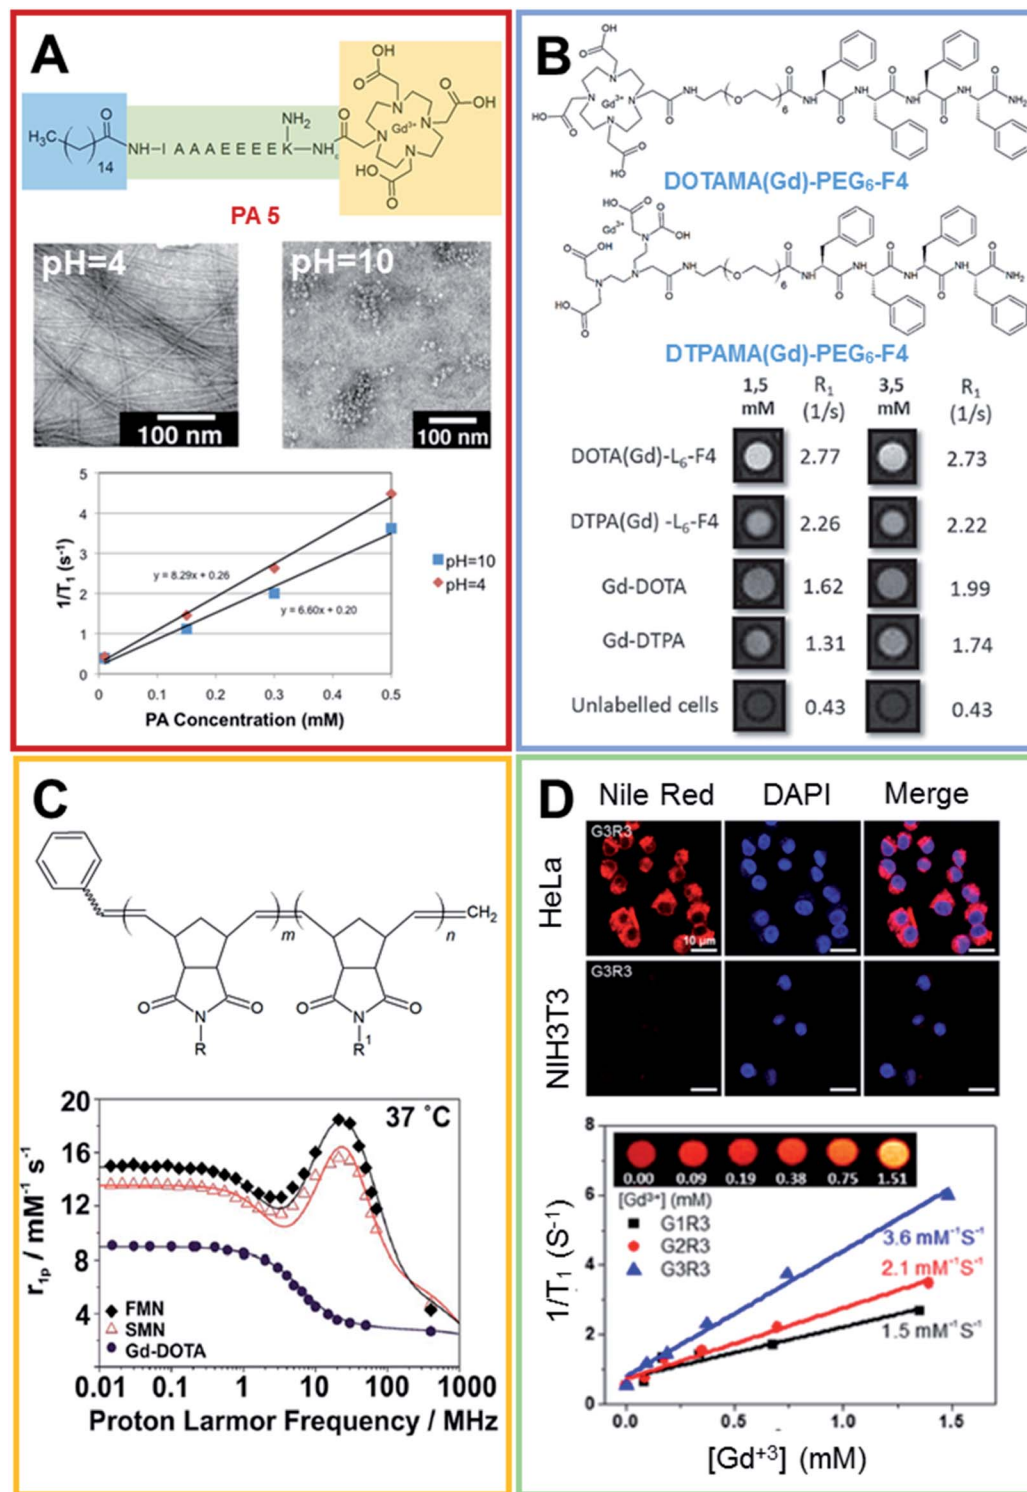 A
H₃C
14
O
NH–I A A A E E E E K–NH
NH₂
O
OH
O
N
N
Gd³⁺
N
N
OH
O
HO
O
PA 5
pH=4
100 nm
pH=10
100 nm
5
4
3
2
1
0
1/T₁ (s⁻¹)
y = 8.29x + 0.26
y = 6.60x + 0.20
pH=10
pH=4
0
0.1
0.2
0.3
0.4
0.5
PA Concentration (mM)
B
DOTAMA(Gd)-PEG₆-F4
DTPAMA(Gd)-PEG₆-F4
1,5 mM R₁ (1/s) 3,5 mM R₁ (1/s)
DOTA(Gd)-L₆-F4 2.77 2.73
DTPA(Gd) -L₆-F4 2.26 2.22
Gd-DOTA 1.62 1.99
Gd-DTPA 1.31 1.74
Unlabelled cells 0.43 0.43
C
m
n
CH₂
O
N
O
O
N
O
R
R¹
20
16
12
8
4
r₁ₚ / mM⁻¹ s⁻¹
37 °C
FMN
SMN
Gd-DOTA
0.01 0.1 1 10 100 1000
Proton Larmor Frequency / MHz
D
Nile Red DAPI Merge
HeLa
G3R3
10 µm
NIH3T3
G3R3
8
6
4
2
0
1/T₁ (S⁻¹)
0.00 0.09 0.19 0.38 0.75 1.51
[Gd³⁺] (mM)
G1R3
G2R3
G3R3
3.6 mM⁻¹S⁻¹
2.1 mM⁻¹S⁻¹
1.5 mM⁻¹S⁻¹
0.0 0.5 1.0 1.5
[Gd⁺³] (mM)